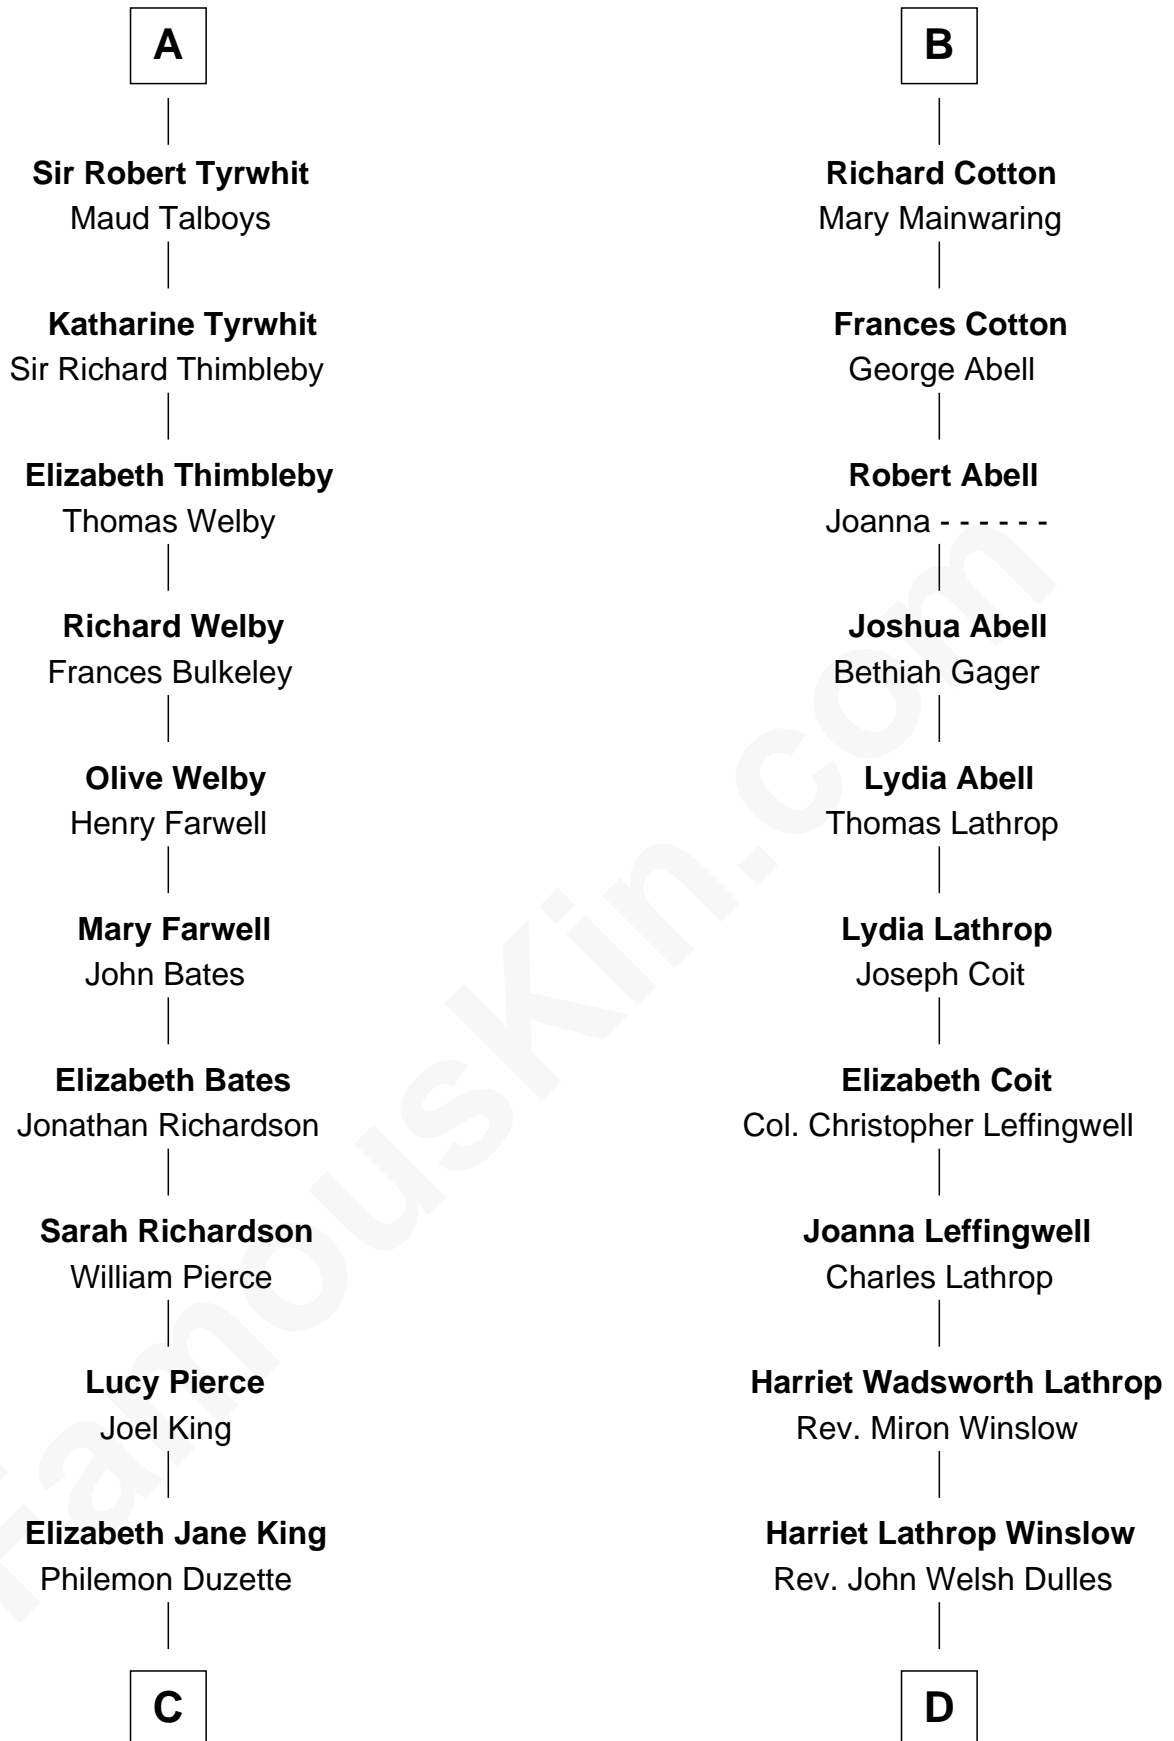 A
Sir Robert Tyrwhit
Maud Talboys
Katharine Tyrwhit
Sir Richard Thimbleby
Elizabeth Thimbleby
Thomas Welby
Richard Welby
Frances Bulkeley
Olive Welby
Henry Farwell
Mary Farwell
John Bates
Elizabeth Bates
Jonathan Richardson
Sarah Richardson
William Pierce
Lucy Pierce
Joel King
Elizabeth Jane King
Philemon Duzette
C
B
Richard Cotton
Mary Mainwaring
Frances Cotton
George Abell
Robert Abell
Joanna - - - - - -
Joshua Abell
Bethiah Gager
Lydia Abell
Thomas Lathrop
Lydia Lathrop
Joseph Coit
Elizabeth Coit
Col. Christopher Leffingwell
Joanna Leffingwell
Charles Lathrop
Harriet Wadsworth Lathrop
Rev. Miron Winslow
Harriet Lathrop Winslow
Rev. John Welsh Dulles
D
FamousKin.com